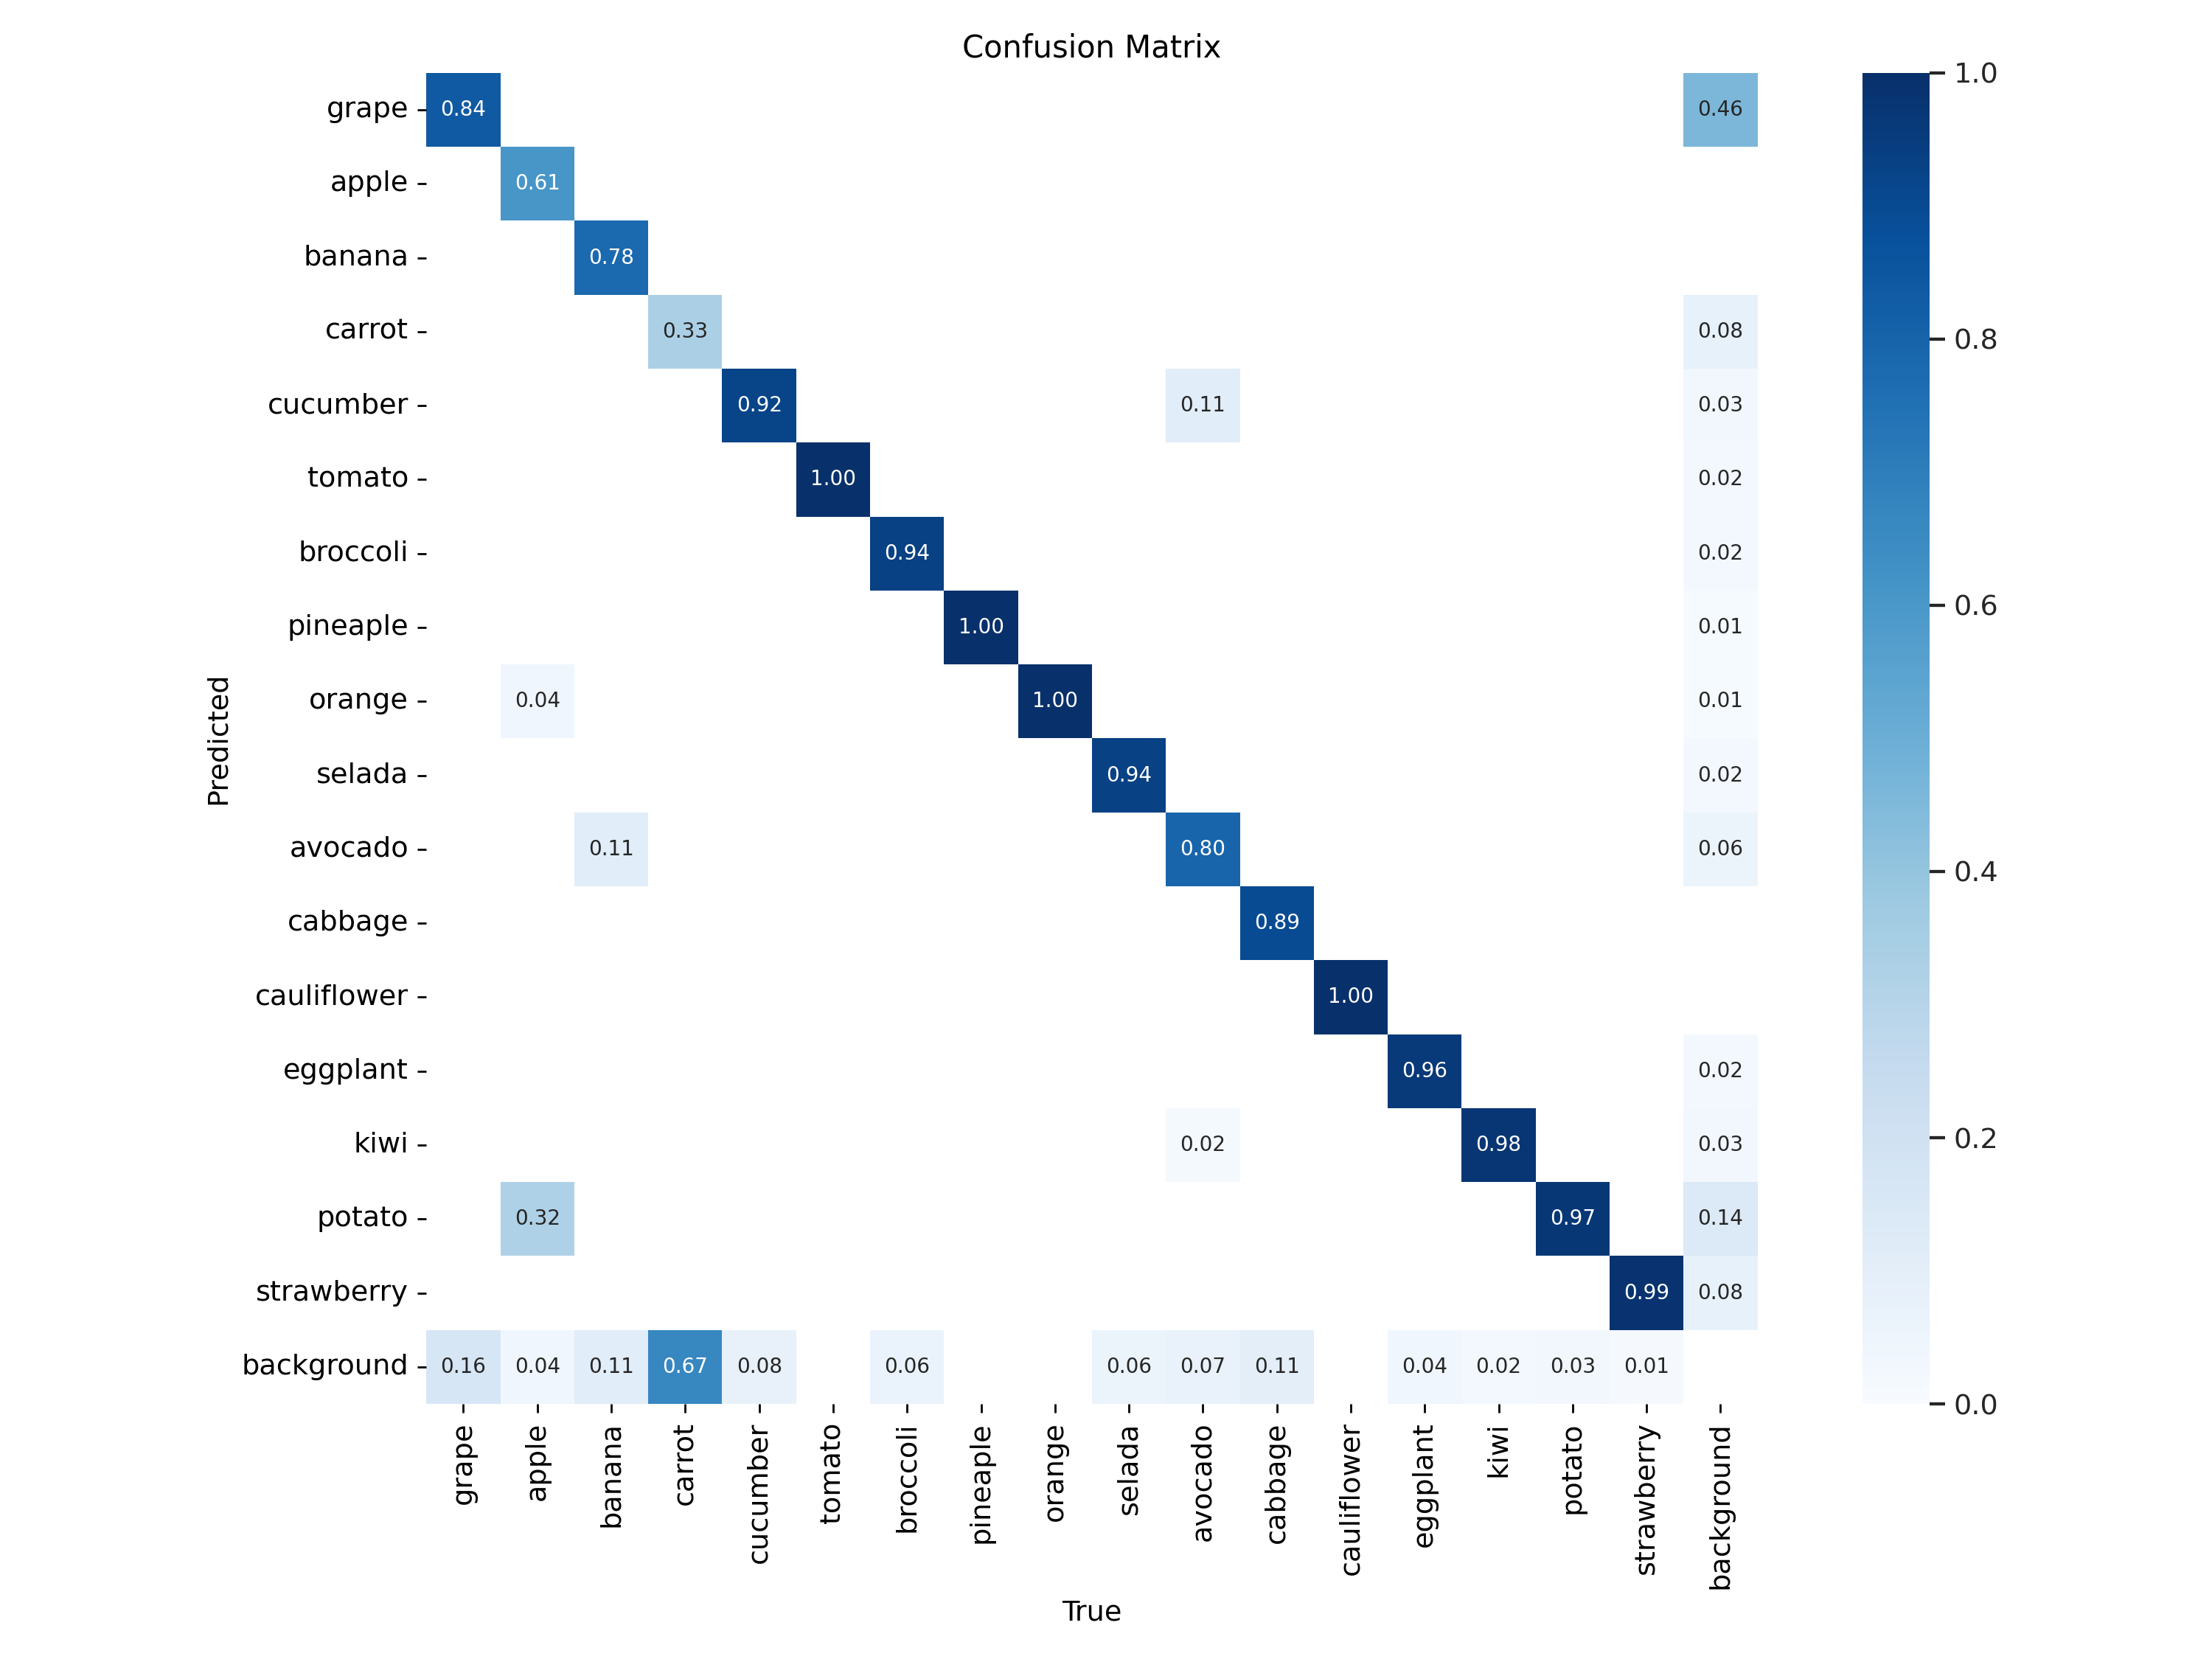 Confusion Matrix
grape 0.84 0.46 1.0
apple 0.61
banana 0.78
carrot 0.33 0.08 0.8
cucumber 0.92 0.11 0.03
tomato 1.00 0.02
broccoli 0.94 0.02
pineaple 1.00 0.01 0.6
Predicted
orange 0.04 1.00 0.01
selada 0.94 0.02
avocado 0.11 0.80 0.06 0.4
cabbage 0.89
cauliflower 1.00
eggplant 0.96 0.02
kiwi 0.02 0.98 0.03 0.2
potato 0.32 0.97 0.14
strawberry 0.99 0.08
background 0.16 0.04 0.11 0.67 0.08 0.06 0.06 0.07 0.11 0.04 0.02 0.03 0.01 0.0
grape apple banana carrot cucumber tomato broccoli pineaple orange selada avocado cabbage cauliflower eggplant kiwi potato strawberry background
True